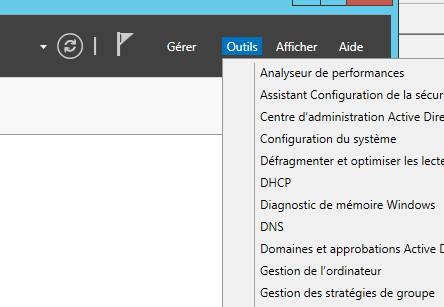 Gérer Outils Afficher Aide
Analyseur de performances
Assistant Configuration de la sécur
Centre d'administration Active Dire
Configuration du système
Défragmenter et optimiser les lecte
DHCP
Diagnostic de mémoire Windows
DNS
Domaines et approbations Active D
Gestion de l'ordinateur
Gestion des stratégies de groupe